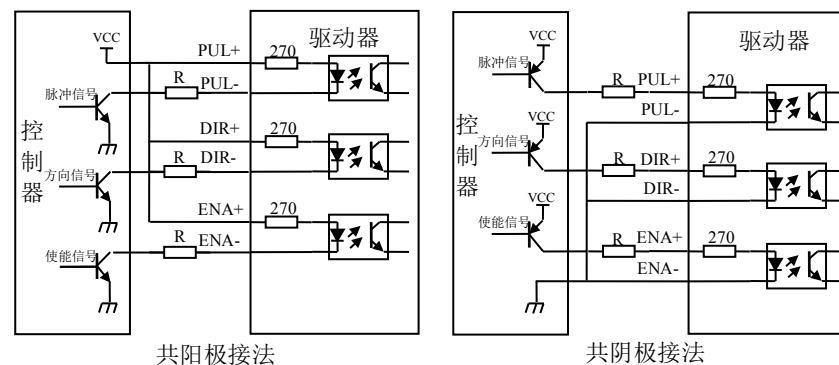 VCC
PUL+
270
驱动器
脉冲信号
R
PUL-
DIR+
270
控制器
方向信号
R
DIR-
ENA+
270
使能信号
R
ENA-
共阳极接法
VCC
驱动器
脉冲信号
R
PUL+
270
PUL-
VCC
控制器
方向信号
R
DIR+
270
DIR-
VCC
使能信号
R
ENA+
270
ENA-
共阴极接法